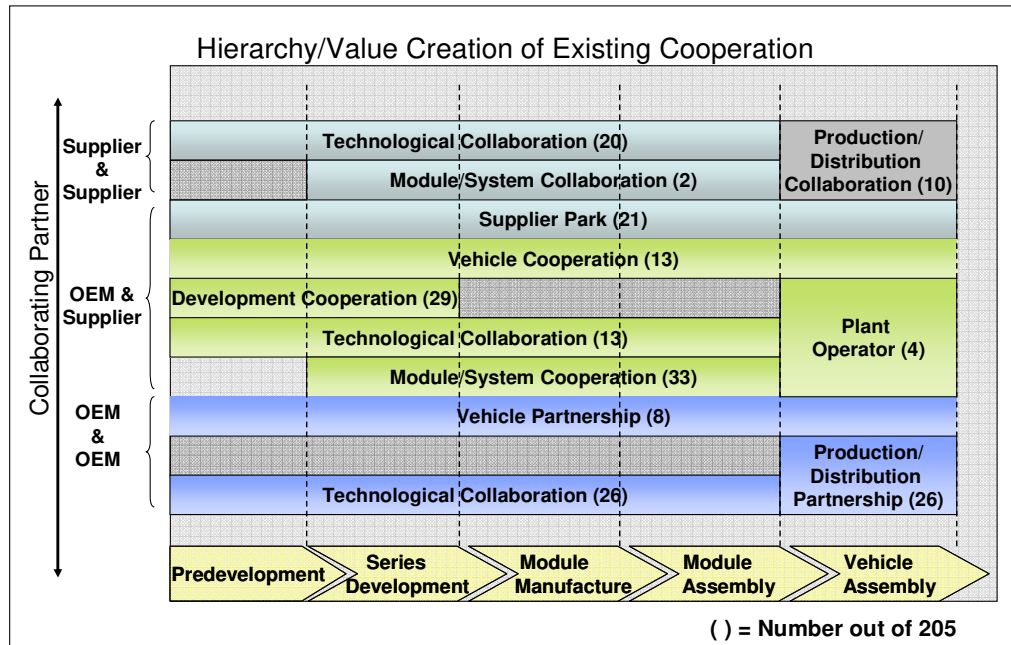 Hierarchy/Value Creation of Existing Cooperation
Collaborating Partner
Supplier
&
Supplier
Technological Collaboration (20)
Module/System Collaboration (2)
Production/
Distribution
Collaboration (10)
OEM &
Supplier
Supplier Park (21)
Vehicle Cooperation (13)
Development Cooperation (29)
Technological Collaboration (13)
Module/System Cooperation (33)
Plant
Operator (4)
OEM
&
OEM
Vehicle Partnership (8)
Technological Collaboration (26)
Production/
Distribution
Partnership (26)
Predevelopment
Series
Development
Module
Manufacture
Module
Assembly
Vehicle
Assembly
( ) = Number out of 205